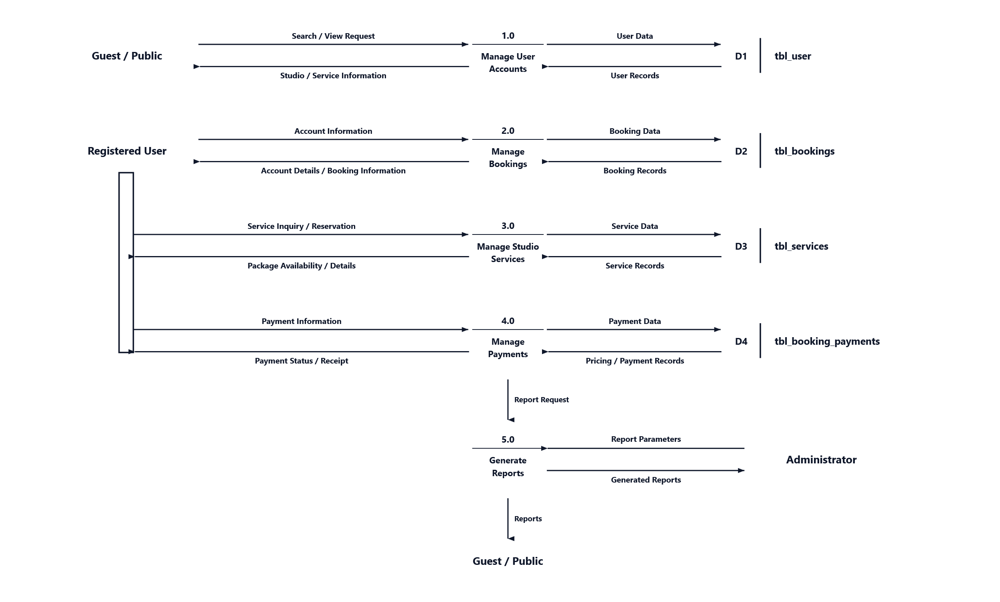 Search / View Request
1.0
User Data
Guest / Public
Manage User
Accounts
D1
tbl_user
Studio / Service Information
User Records
Account Information
2.0
Booking Data
Registered User
Manage
Bookings
D2
tbl_bookings
Account Details / Booking Information
Booking Records
Service Inquiry / Reservation
3.0
Service Data
Manage Studio
Services
D3
tbl_services
Package Availability / Details
Service Records
Payment Information
4.0
Payment Data
Manage
Payments
D4
tbl_booking_payments
Payment Status / Receipt
Pricing / Payment Records
Report Request
5.0
Report Parameters
Generate
Reports
Administrator
Generated Reports
Reports
Guest / Public